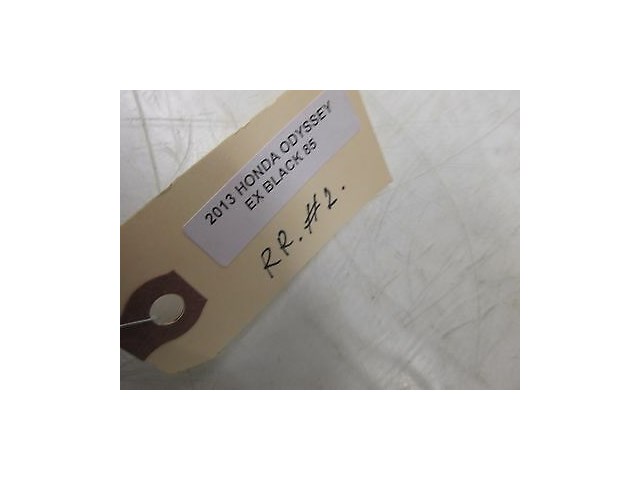 2013 HONDA ODYSSEY
EX BLACK 85
RR. #2.